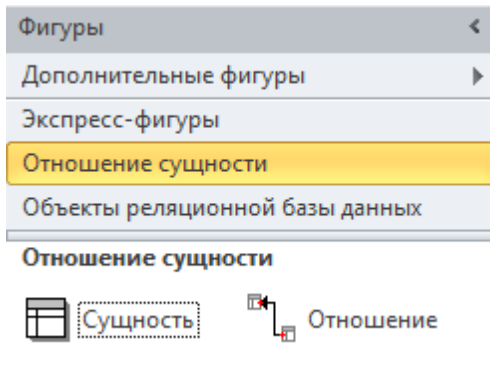 Фигуры
Дополнительные фигуры
Экспресс-фигуры
Отношение сущности
Объекты реляционной базы данных
Отношение сущности
Сущность Отношение